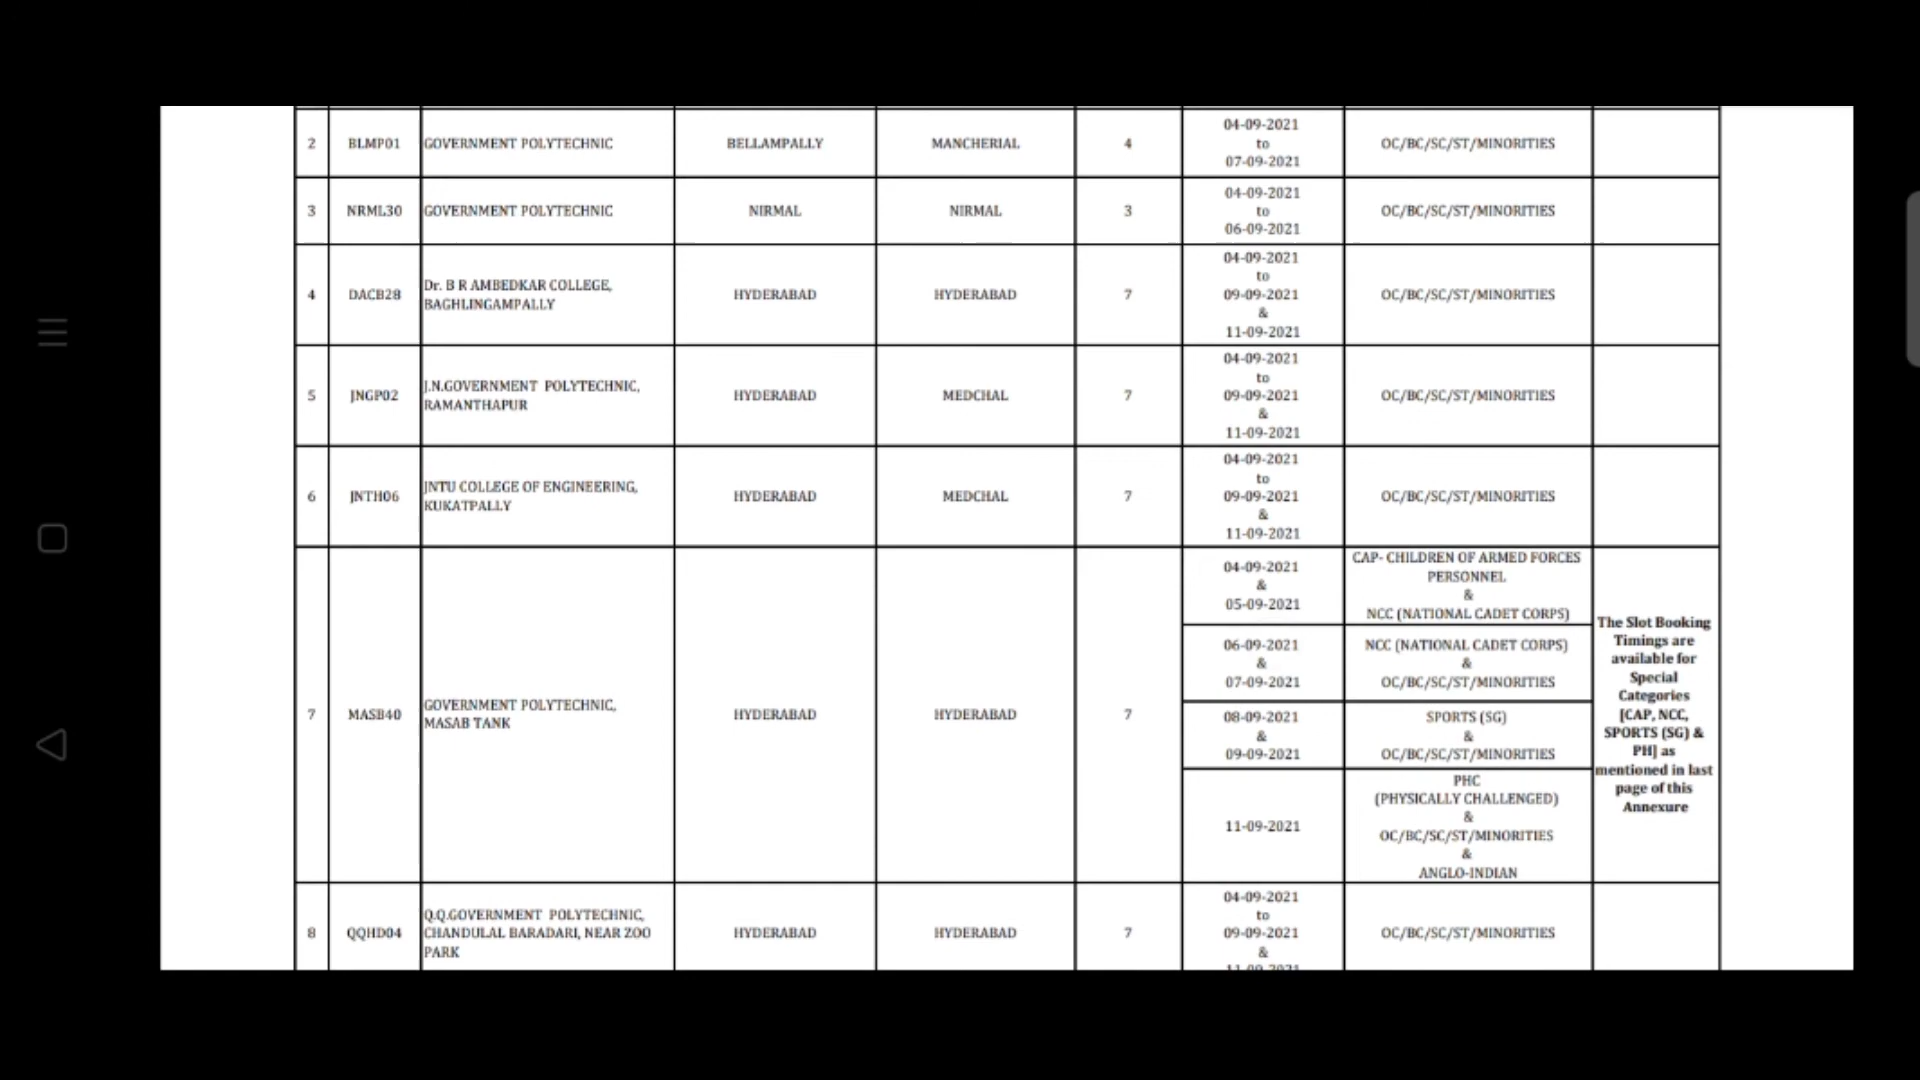 2 BLMP01 GOVERNMENT POLYTECHNIC BELLAMPALLY MANCHERIAL 4 04-09-2021 to 07-09-2021 OC/BC/SC/ST/MINORITIES
3 NRML30 GOVERNMENT POLYTECHNIC NIRMAL NIRMAL 3 04-09-2021 to 06-09-2021 OC/BC/SC/ST/MINORITIES
4 DACB28 Dr. B R AMBEDKAR COLLEGE, BAGHLINGAMPALLY HYDERABAD HYDERABAD 7 04-09-2021 to 09-09-2021 & 11-09-2021 OC/BC/SC/ST/MINORITIES
5 JNGP02 J.N.GOVERNMENT POLYTECHNIC, RAMANTHAPUR HYDERABAD MEDCHAL 7 04-09-2021 to 09-09-2021 & 11-09-2021 OC/BC/SC/ST/MINORITIES
6 JNTH06 JNTU COLLEGE OF ENGINEERING, KUKATPALLY HYDERABAD MEDCHAL 7 04-09-2021 to 09-09-2021 & 11-09-2021 OC/BC/SC/ST/MINORITIES
7 MASB40 GOVERNMENT POLYTECHNIC, MASAB TANK HYDERABAD HYDERABAD 7
04-09-2021 & 05-09-2021 CAP- CHILDREN OF ARMED FORCES PERSONNEL & NCC (NATIONAL CADET CORPS)
06-09-2021 & 07-09-2021 NCC (NATIONAL CADET CORPS) & OC/BC/SC/ST/MINORITIES
08-09-2021 & 09-09-2021 SPORTS (SG) & OC/BC/SC/ST/MINORITIES
11-09-2021 PHC (PHYSICALLY CHALLENGED) & OC/BC/SC/ST/MINORITIES & ANGLO-INDIAN
The Slot Booking
Timings are
available for
Special
Categories
[CAP, NCC,
SPORTS (SG) &
PH] as
mentioned in last
page of this
Annexure
8 QQHD04 Q.Q.GOVERNMENT POLYTECHNIC, CHANDULAL BARADARI, NEAR ZOO PARK HYDERABAD HYDERABAD 7 04-09-2021 to 09-09-2021 & OC/BC/SC/ST/MINORITIES